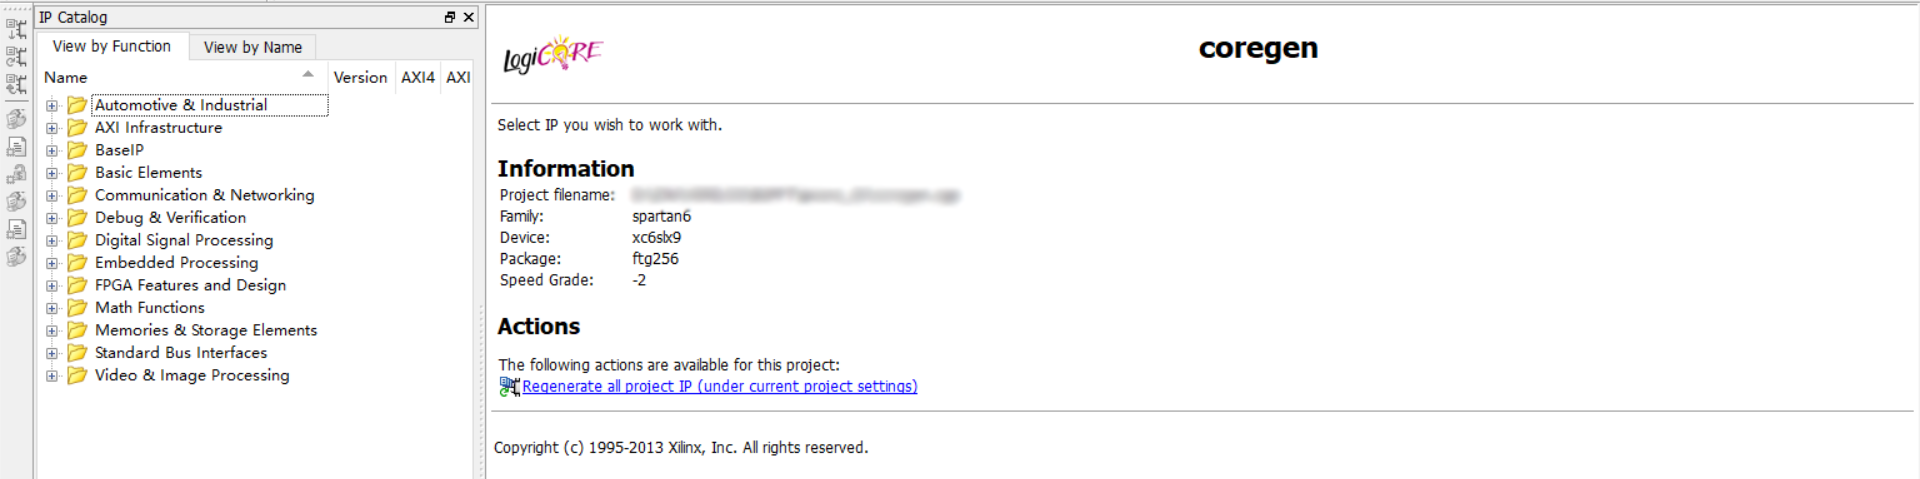 IP Catalog
View by Function
View by Name
Name
Version
AXI4
AXI
Automotive & Industrial
AXI Infrastructure
BaseIP
Basic Elements
Communication & Networking
Debug & Verification
Digital Signal Processing
Embedded Processing
FPGA Features and Design
Math Functions
Memories & Storage Elements
Standard Bus Interfaces
Video & Image Processing
LogiCORE
coregen
Select IP you wish to work with.
Information
Project filename:
Family: spartan6
Device: xc6slx9
Package: ftg256
Speed Grade: -2
Actions
The following actions are available for this project:
Regenerate all project IP (under current project settings)
Copyright (c) 1995-2013 Xilinx, Inc. All rights reserved.